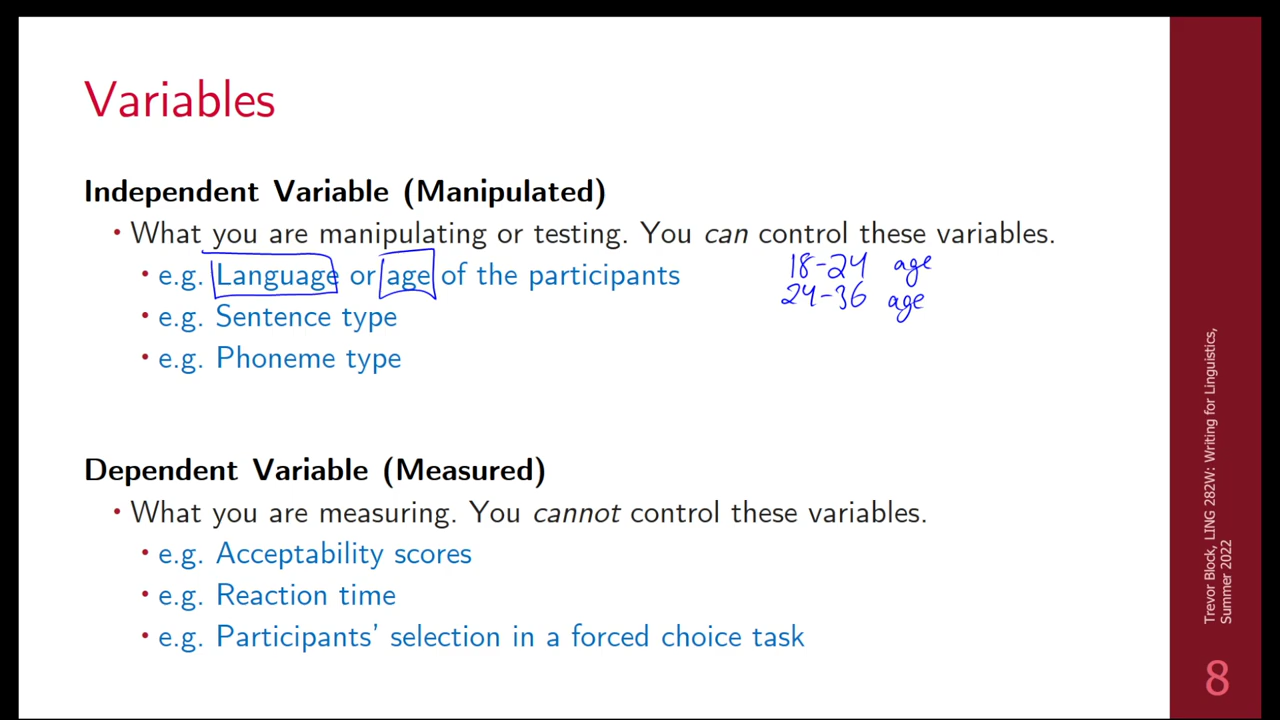 Variables
Independent Variable (Manipulated)
• What you are manipulating or testing. You can control these variables.
• e.g. Language or age of the participants
18-24 age
24-36 age
• e.g. Sentence type
• e.g. Phoneme type
Dependent Variable (Measured)
• What you are measuring. You cannot control these variables.
• e.g. Acceptability scores
• e.g. Reaction time
• e.g. Participants' selection in a forced choice task
Trevor Block, LING 282W: Writing for Linguistics,
Summer 2022
8